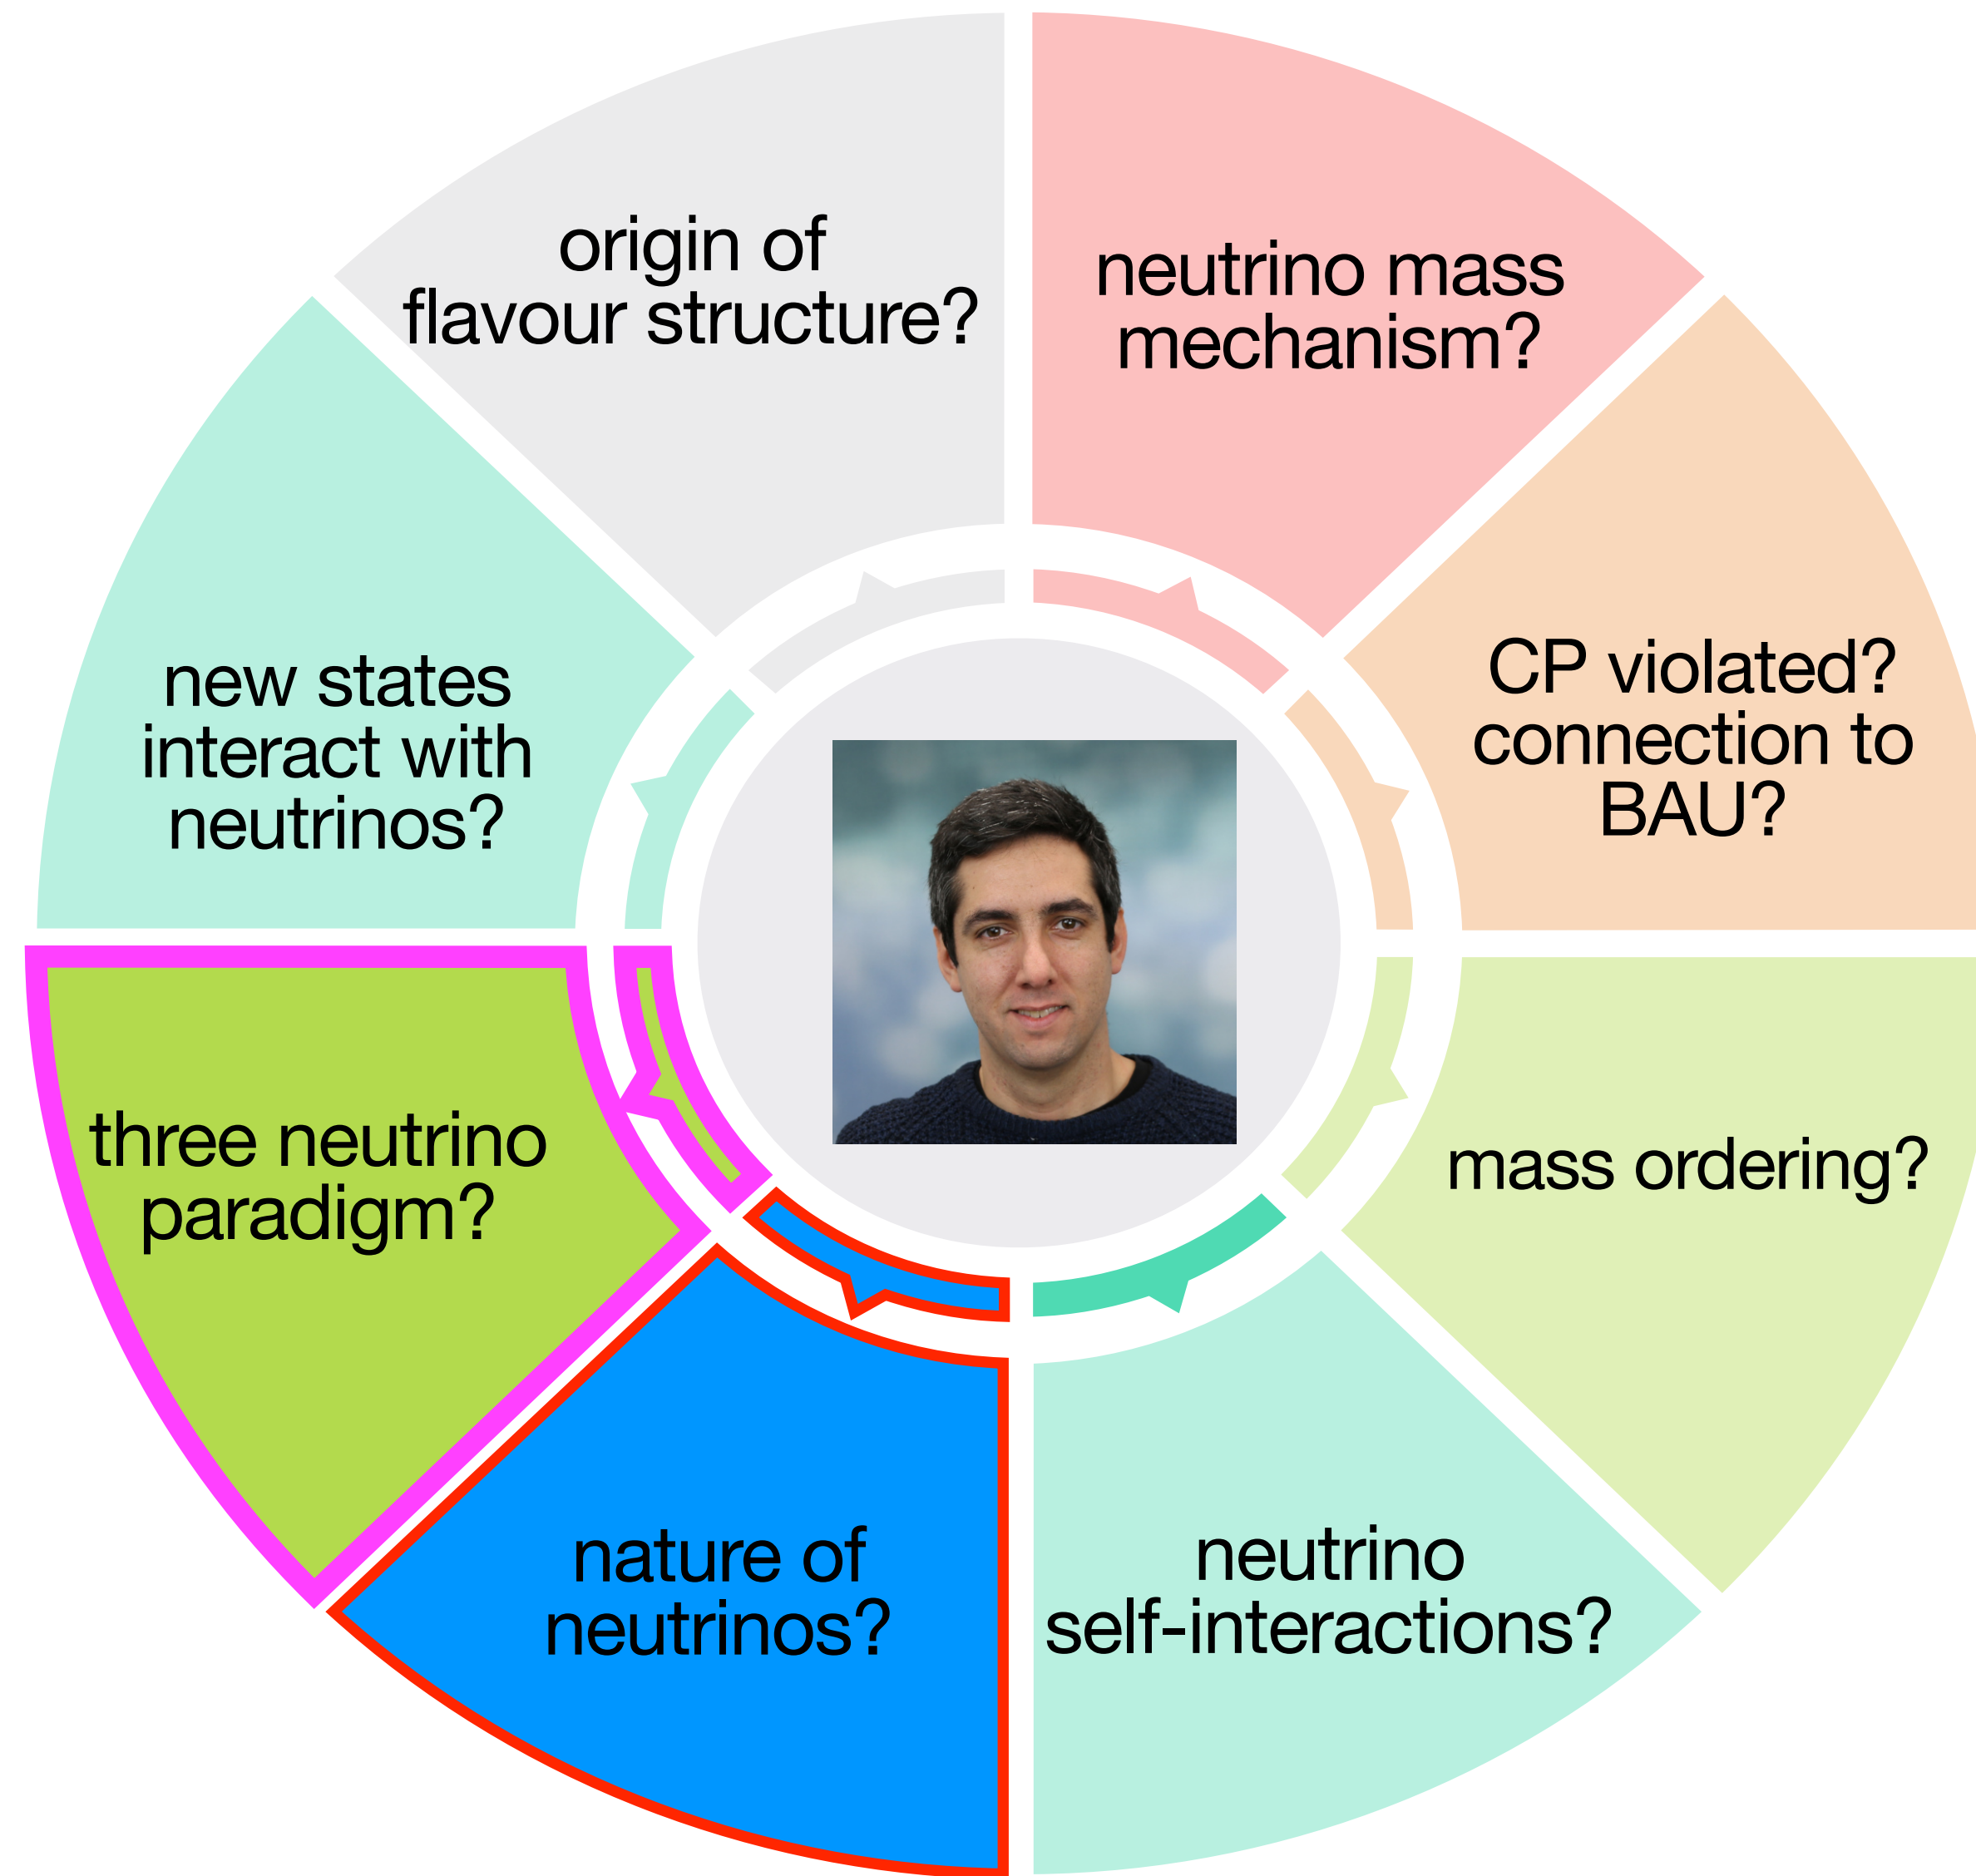 origin of
flavour structure?
neutrino mass
mechanism?
CP violated?
connection to
BAU?
mass ordering?
neutrino
self-interactions?
nature of
neutrinos?
three neutrino
paradigm?
new states
interact with
neutrinos?